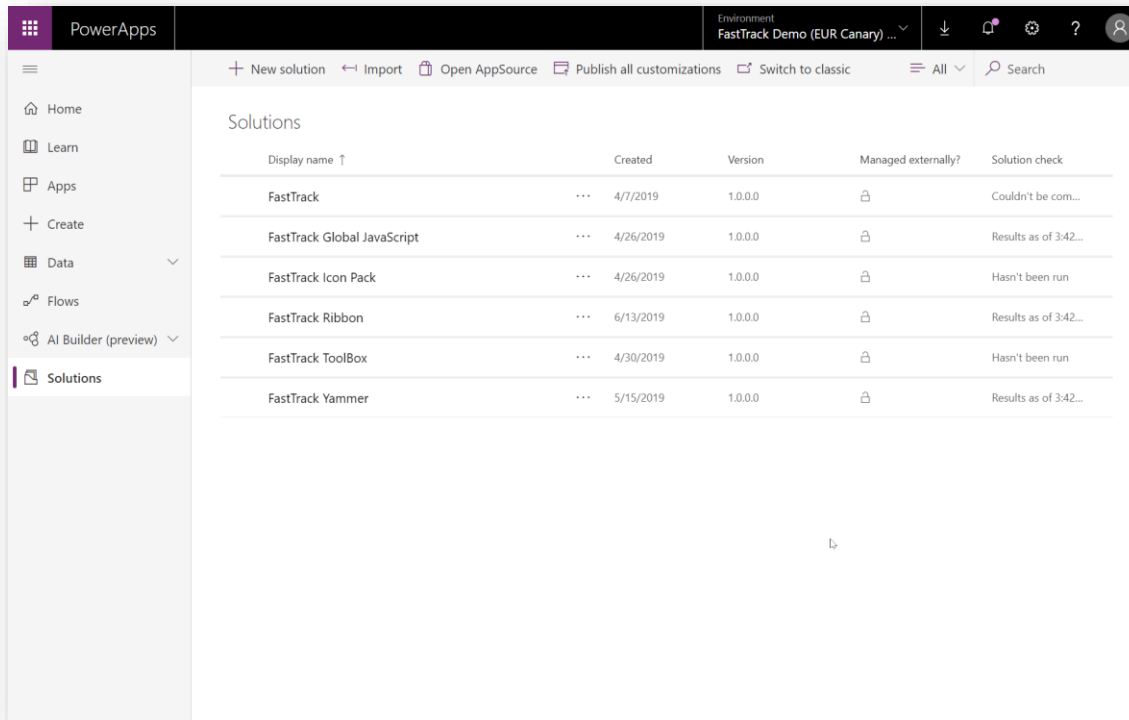 PowerApps
Environment
FastTrack Demo (EUR Canary) ...
New solution Import Open AppSource Publish all customizations Switch to classic All Search
Home
Learn
Apps
Create
Data
Flows
AI Builder (preview)
Solutions
Solutions
Display name ↑ Created Version Managed externally? Solution check
FastTrack ... 4/7/2019 1.0.0.0 Couldn't be com...
FastTrack Global JavaScript ... 4/26/2019 1.0.0.0 Results as of 3:42...
FastTrack Icon Pack ... 4/26/2019 1.0.0.0 Hasn't been run
FastTrack Ribbon ... 6/13/2019 1.0.0.0 Results as of 3:42...
FastTrack ToolBox ... 4/30/2019 1.0.0.0 Hasn't been run
FastTrack Yammer ... 5/15/2019 1.0.0.0 Results as of 3:42...